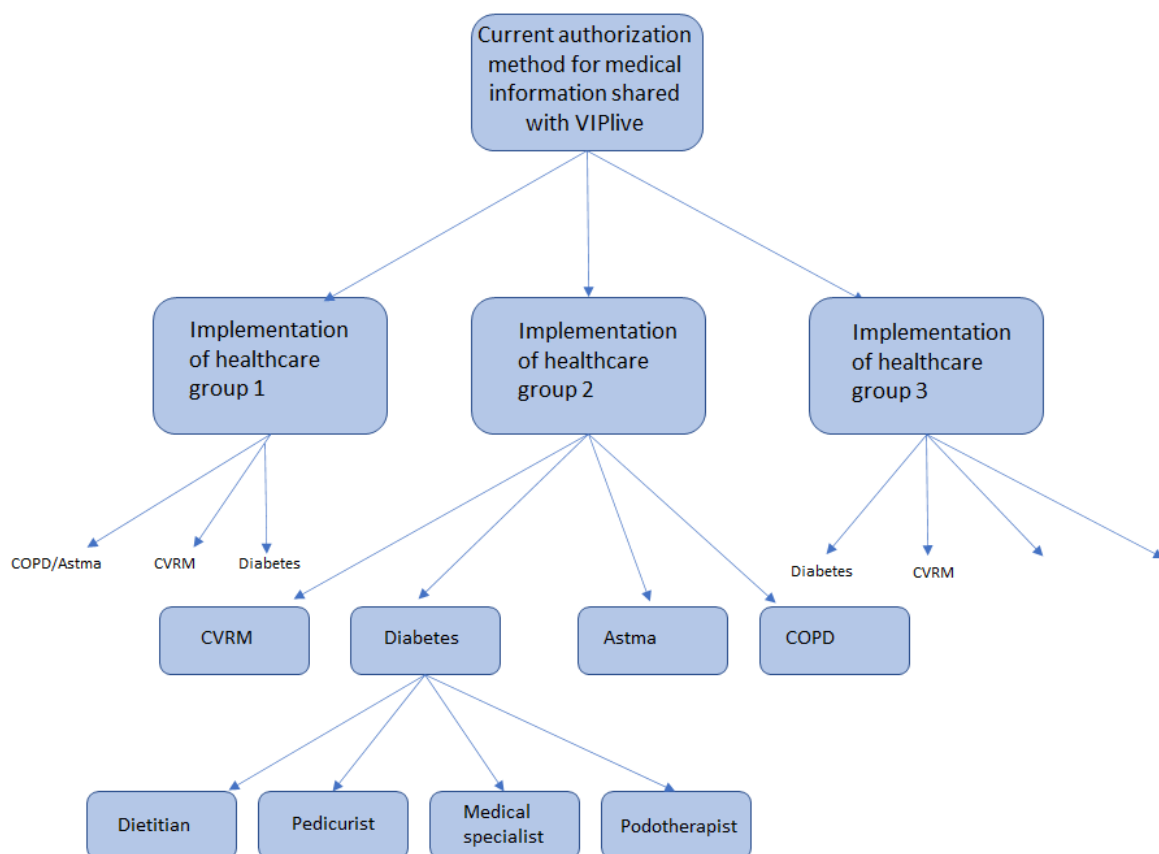 Current authorization
method for medical
information shared
with VIPlive
Implementation
of healthcare
group 1
Implementation
of healthcare
group 2
Implementation
of healthcare
group 3
COPD/Astma
CVRM
Diabetes
Diabetes
CVRM
CVRM
Diabetes
Astma
COPD
Dietitian
Pedicurist
Medical
specialist
Podotherapist